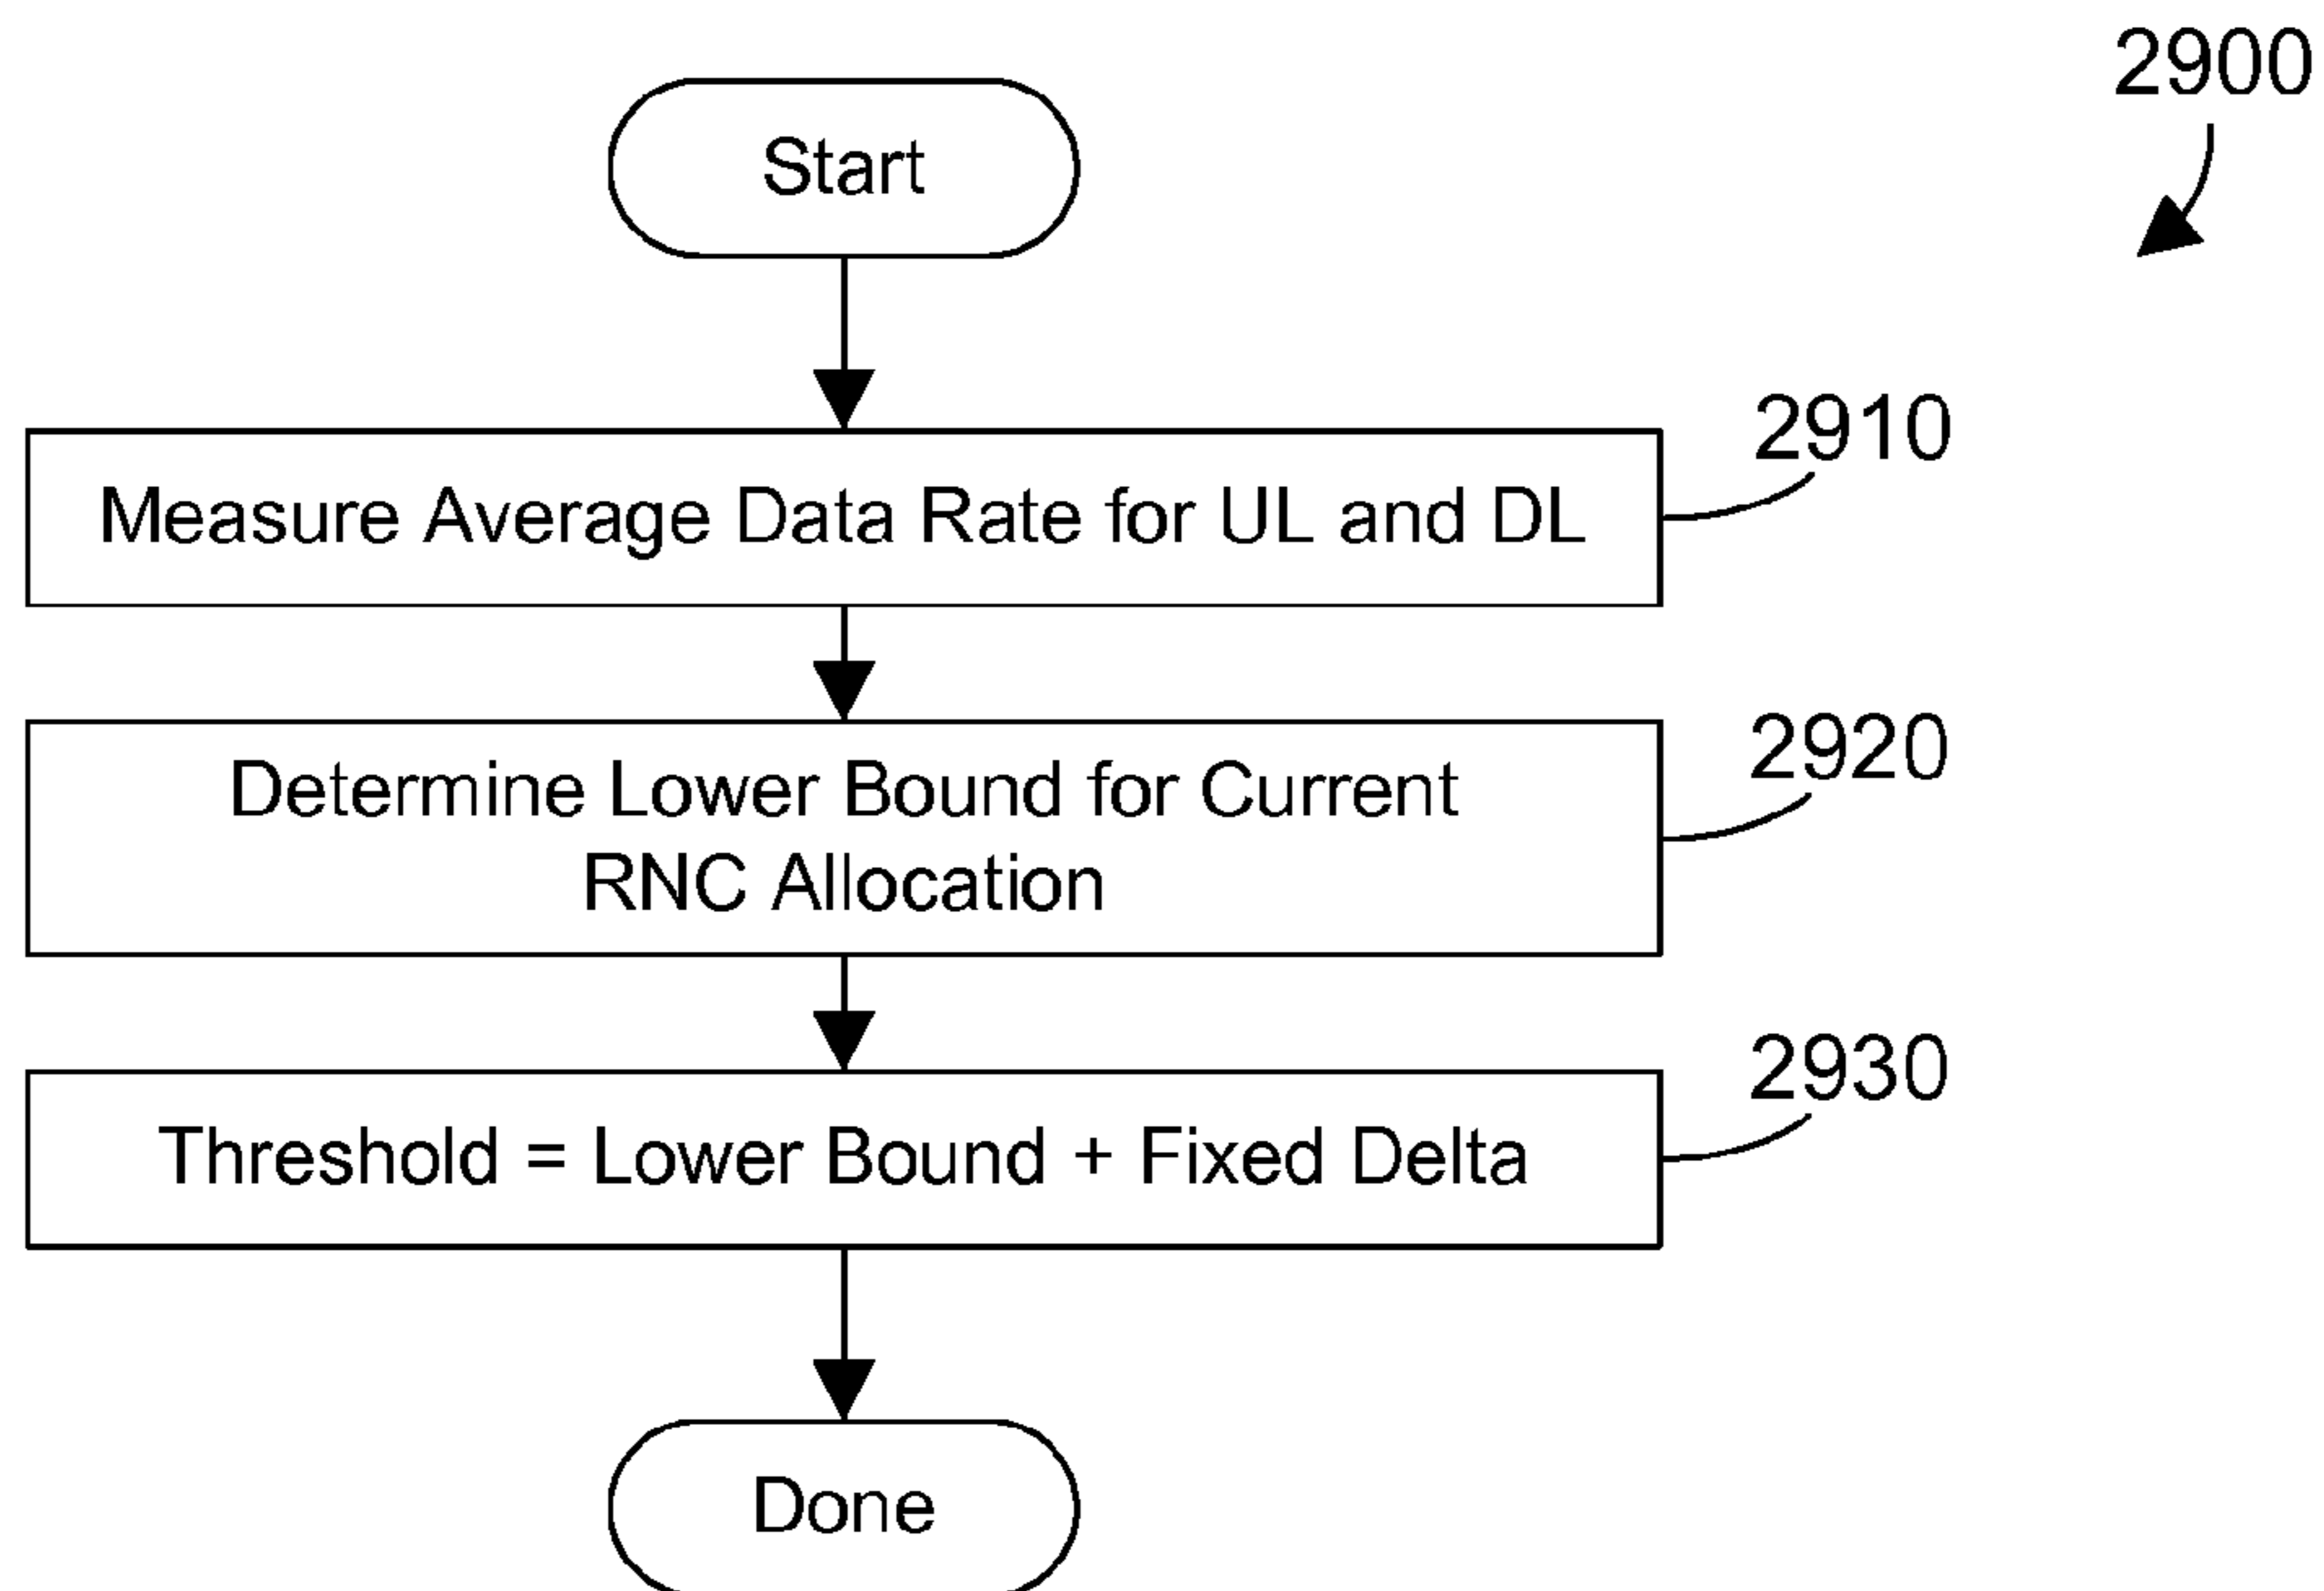 2900
Start
2910
Measure Average Data Rate for UL and DL
2920
Determine Lower Bound for Current
RNC Allocation
2930
Threshold = Lower Bound + Fixed Delta
Done